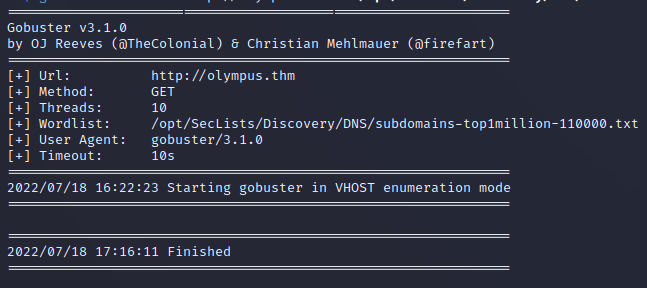 Gobuster v3.1.0
by OJ Reeves (@TheColonial) & Christian Mehlmauer (@firefart)
[+] Url: http://olympus.thm
[+] Method: GET
[+] Threads: 10
[+] Wordlist: /opt/SecLists/Discovery/DNS/subdomains-top1million-110000.txt
[+] User Agent: gobuster/3.1.0
[+] Timeout: 10s
2022/07/18 16:22:23 Starting gobuster in VHOST enumeration mode
2022/07/18 17:16:11 Finished